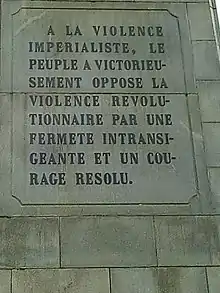 A LA VIOLENCE
IMPERIALISTE, LE
PEUPLE A VICTORIEU-
SEMENT OPPOSE LA
VIOLENCE REVOLU-
TIONNAIRE PAR UNE
FERMETE INTRANSI-
GEANTE ET UN COU-
RAGE RESOLU.